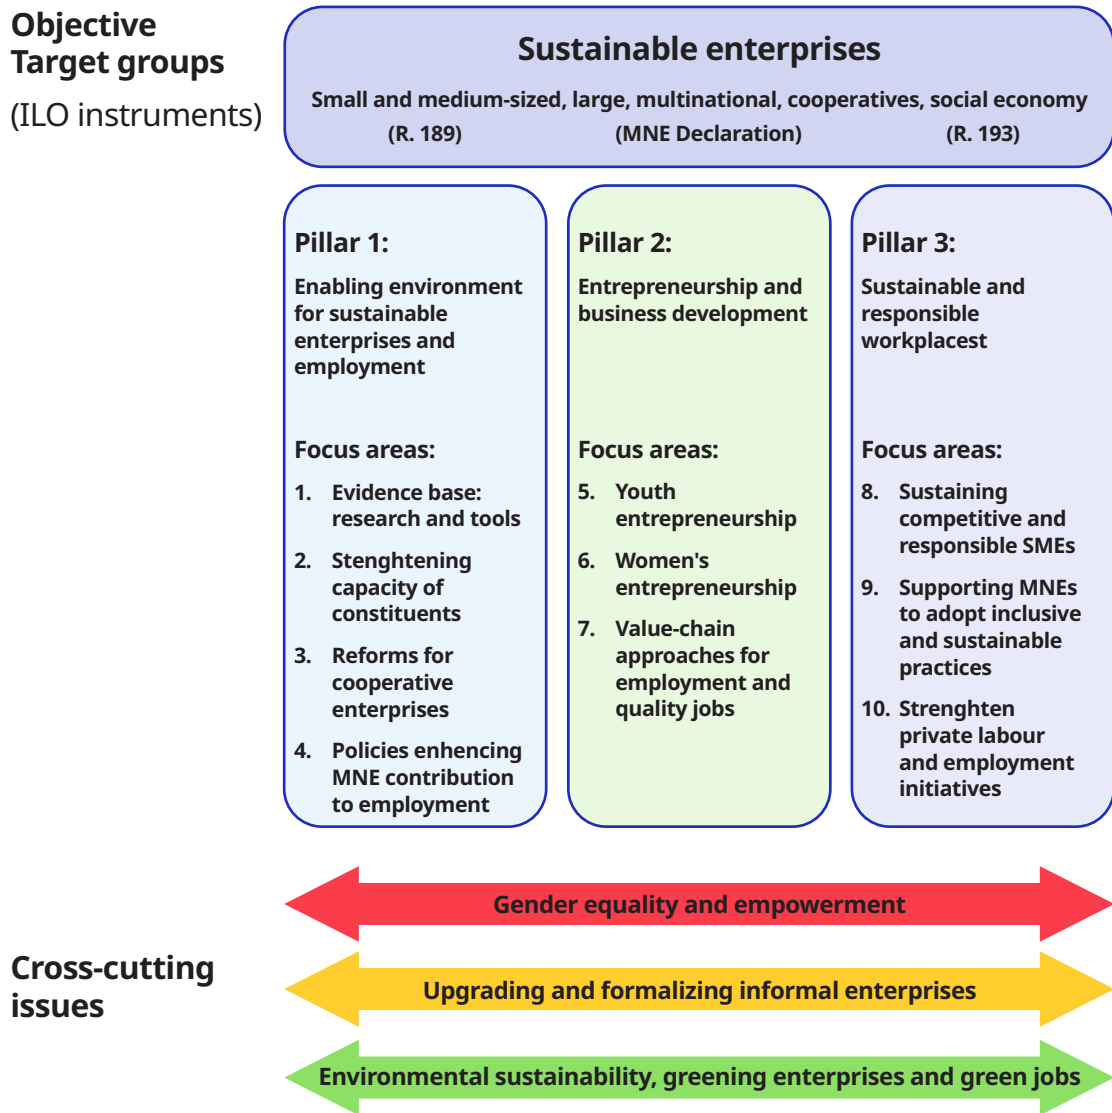 Objective
Target groups
(ILO instruments)
Sustainable enterprises
Small and medium-sized, large, multinational, cooperatives, social economy
(R. 189) (MNE Declaration) (R. 193)
Pillar 1:
Enabling environment
for sustainable
enterprises and
employment
Focus areas:
1. Evidence base:
research and tools
2. Stenghtening
capacity of
constituents
3. Reforms for
cooperative
enterprises
4. Policies enhencing
MNE contribution
to employment
Pillar 2:
Entrepreneurship and
business development
Focus areas:
5. Youth
entrepreneurship
6. Women's
entrepreneurship
7. Value-chain
approaches for
employment and
quality jobs
Pillar 3:
Sustainable and
responsible
workplacest
Focus areas:
8. Sustaining
competitive and
responsible SMEs
9. Supporting MNEs
to adopt inclusive
and sustainable
practices
10. Strenghten
private labour
and employment
initiatives
Cross-cutting
issues
Gender equality and empowerment
Upgrading and formalizing informal enterprises
Environmental sustainability, greening enterprises and green jobs